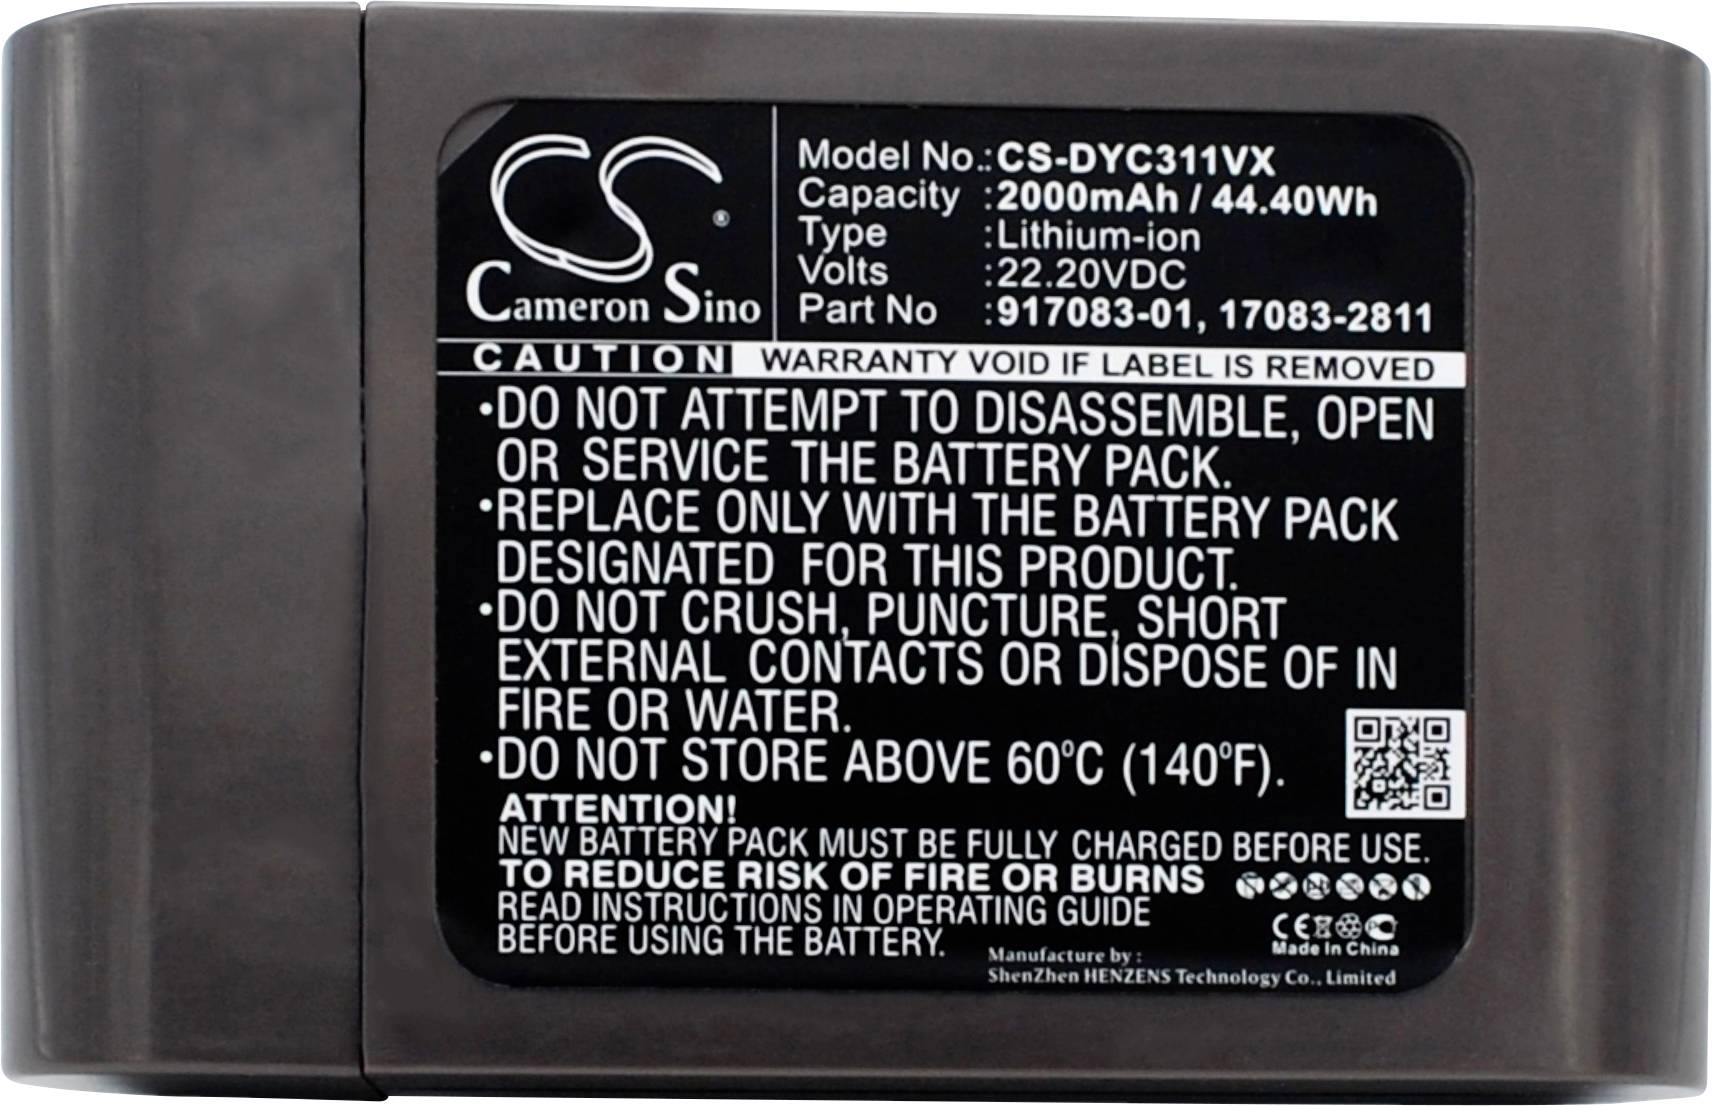 CS ®
Cameron Sino
Model No.:CS-DYC311VX
Capacity :2000mAh / 44.40Wh
Type :Lithium-ion
Volts :22.20VDC
Part No :917083-01, 17083-2811
CAUTION WARRANTY VOID IF LABEL IS REMOVED
•DO NOT ATTEMPT TO DISASSEMBLE, OPEN
OR SERVICE THE BATTERY PACK.
•REPLACE ONLY WITH THE BATTERY PACK
DESIGNATED FOR THIS PRODUCT.
•DO NOT CRUSH, PUNCTURE, SHORT
EXTERNAL CONTACTS OR DISPOSE OF IN
FIRE OR WATER.
•DO NOT STORE ABOVE 60°C (140°F).
ATTENTION!
NEW BATTERY PACK MUST BE FULLY CHARGED BEFORE USE.
TO REDUCE RISK OF FIRE OR BURNS
READ INSTRUCTIONS IN OPERATING GUIDE
BEFORE USING THE BATTERY.
CE
Made In China
Manufacture by :
ShenZhen HENZENS Technology Co., Limited